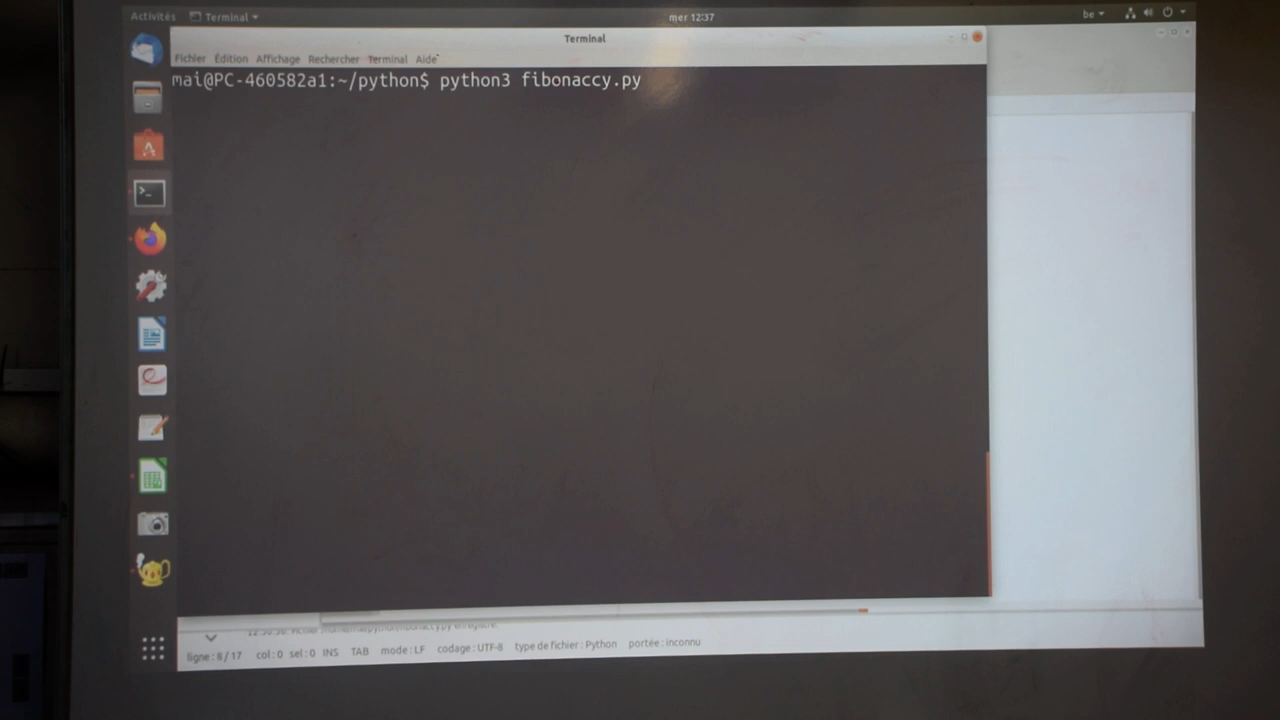 Activités Terminal mer 12:37 be
Terminal
Fichier Édition Affichage Rechercher Terminal Aide
mai@PC-460582a1:~/python$ python3 fibonaccy.py
ligne : 8 / 17 col : 0 sel : 0 INS TAB mode : LF codage : UTF-8 type de fichier : Python portée : inconnu